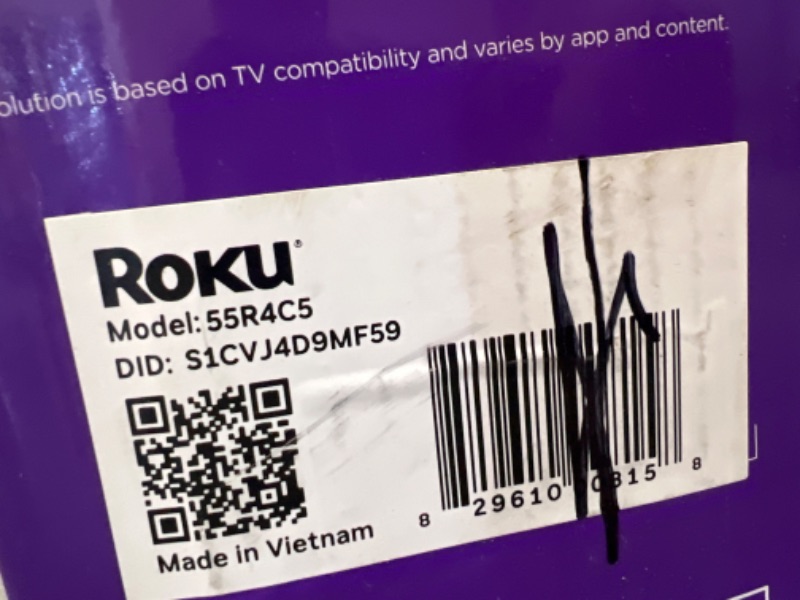 olution is based on TV compatibility and varies by app and content.
ROKU®
Model: 55R4C5
DID: S1CVJ4D9MF59
8 29610 8
Made in Vietnam